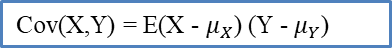 Cov(X,Y) = E(X - 𝜇𝑋) (Y - 𝜇𝑌)